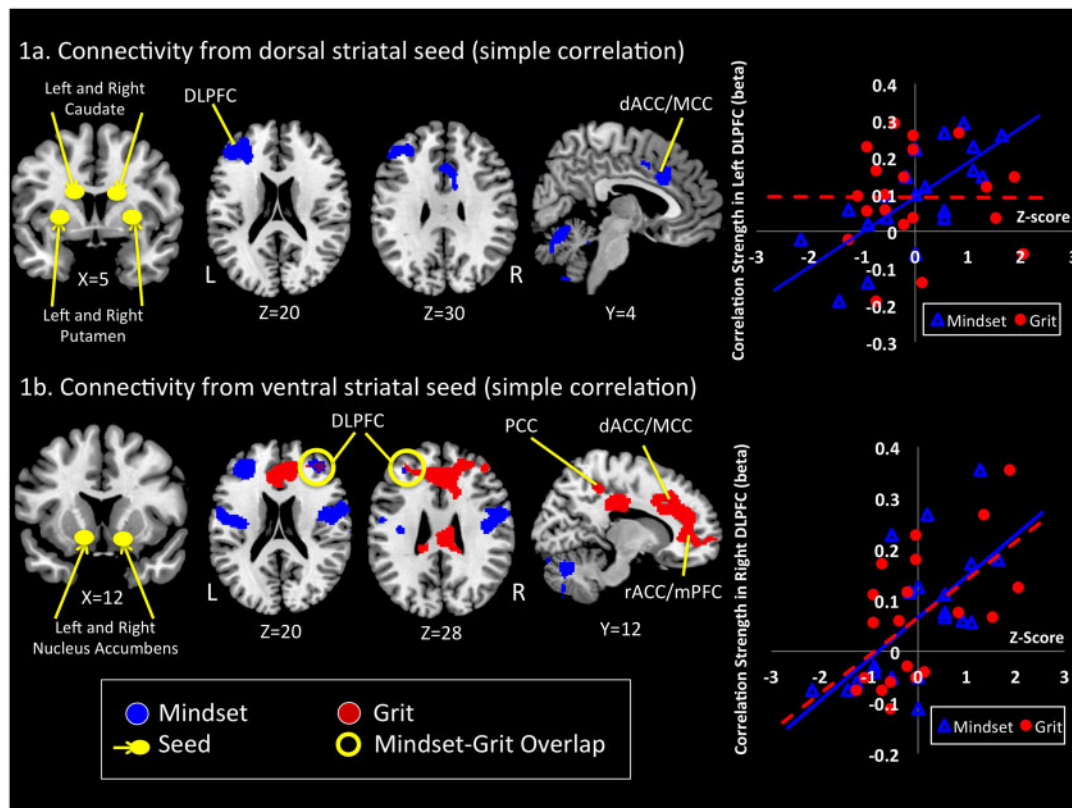 1a. Connectivity from dorsal striatal seed (simple correlation)
Left and Right
Caudate
DLPFC
dACC/MCC
L
R
X=5
Z=20
Z=30
Y=4
Left and Right
Putamen
Correlation Strength in Left DLPFC (beta)
0.4
0.3
0.2
0.1
0
-0.1
-0.2
-0.3
-3
-2
-1
0
1
2
3
Z-score
Mindset
Grit
1b. Connectivity from ventral striatal seed (simple correlation)
DLPFC
PCC
dACC/MCC
L
R
X=12
Left and Right
Nucleus Accumbens
Z=20
Z=28
rACC/mPFC
Y=12
Correlation Strength in Right DLPFC (beta)
0.4
0.3
0.2
0.1
0
-0.1
-0.2
-3
-2
-1
0
1
2
3
Z-Score
Mindset
Grit
Mindset
Grit
Seed
Mindset-Grit Overlap